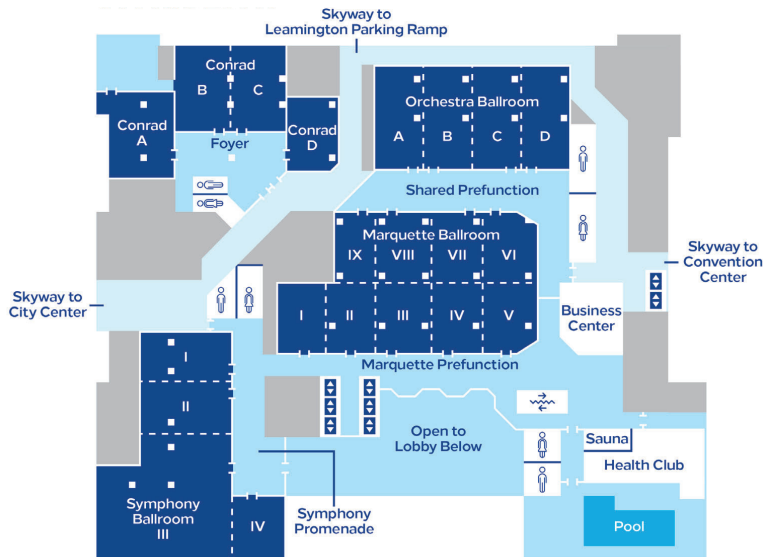 Skyway to
Leamington Parking Ramp
Conrad
B
C
Orchestra Ballroom
A
B
C
D
Conrad
A
Conrad
D
Foyer
Shared Prefunction
Marquette Ballroom
IX
VIII
VII
VI
I
II
III
IV
V
Marquette Prefunction
Skyway to
Convention
Center
Skyway to
City Center
Business
Center
I
II
Symphony
Ballroom
III
IV
Open to
Lobby Below
Symphony
Promenade
Sauna
Health Club
Pool